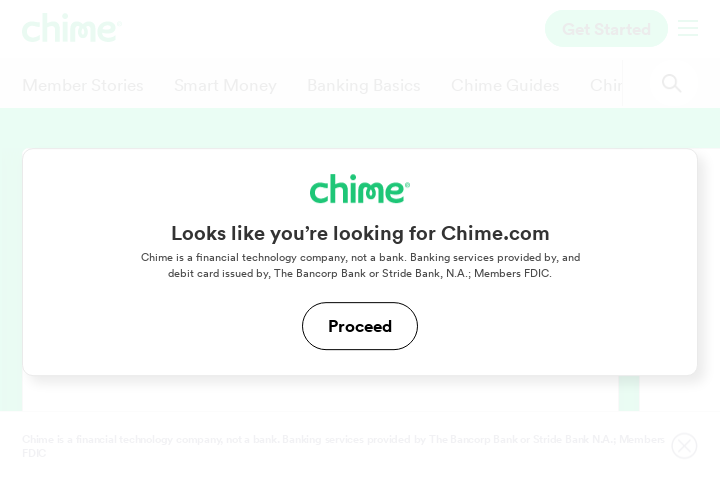 chime
Get Started
Member Stories Smart Money Banking Basics Chime Guides Chir
chime®
Looks like you’re looking for Chime.com
Chime is a financial technology company, not a bank. Banking services provided by, and
debit card issued by, The Bancorp Bank or Stride Bank, N.A.; Members FDIC.
Proceed
Chime is a financial technology company, not a bank. Banking services provided by The Bancorp Bank or Stride Bank N.A.; Members
FDIC